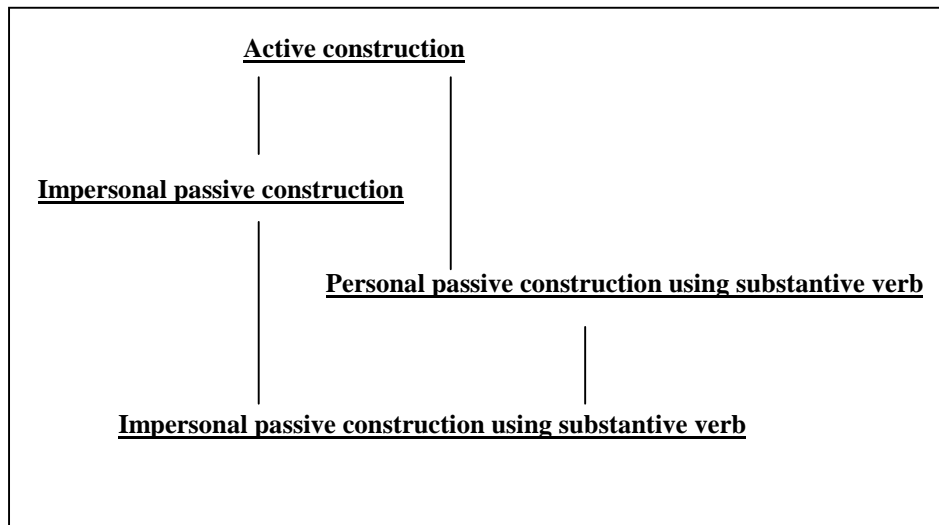 Active construction
Impersonal passive construction
Personal passive construction using substantive verb
Impersonal passive construction using substantive verb